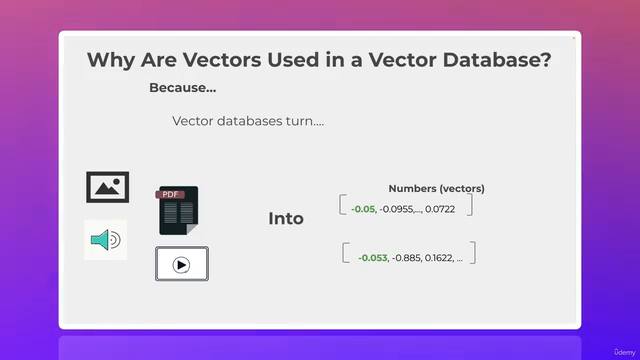 Why Are Vectors Used in a Vector Database?
Because...
Vector databases turn....
PDF
Into
Numbers (vectors)
-0.05, -0.0955,..., 0.0722
-0.053, -0.885, 0.1622, ...
ûdemy